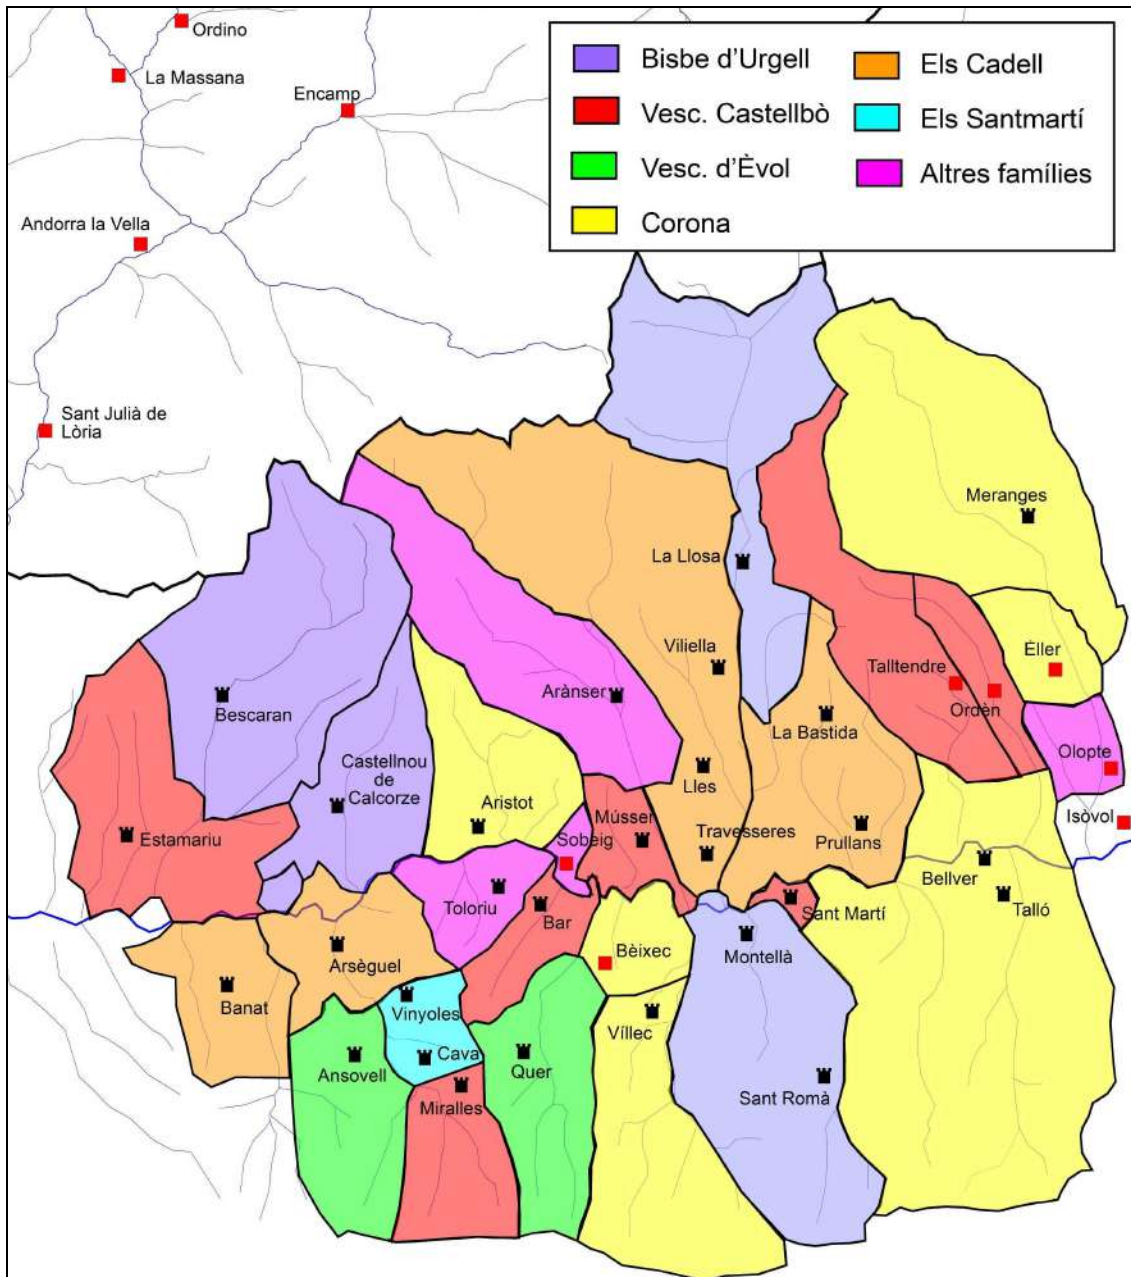 Ordino
La Massana
Encamp
Andorra la Vella
Sant Julià de
Lòria
Bisbe d'Urgell
Vesc. Castellbò
Vesc. d'Èvol
Corona
Els Cadell
Els Santmartí
Altres famílies
Meranges
La Llosa
Viliella
Èller
Talltendre
Ordèn
Arànser
Bescaran
La Bastida
Olopte
Castellnou
de
Calcorze
Lles
Aristot
Músser
Sobeig
Travesseres
Prullans
Isòvol
Estamariu
Bellver
Talló
Toloriu
Bar
Sant Martí
Bèixec
Montellà
Arsèguel
Banat
Vinyoles
Víllec
Cava
Ansovell
Quer
Miralles
Sant Romà